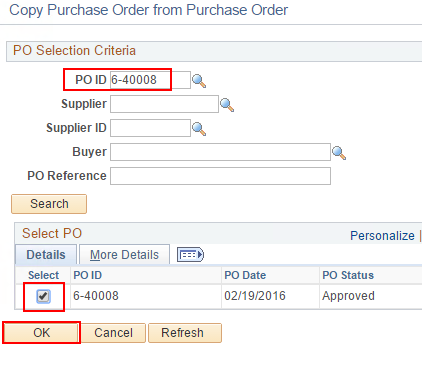 Copy Purchase Order from Purchase Order
PO Selection Criteria
PO ID 6-40008
Supplier
Supplier ID
Buyer
PO Reference
Search
Select PO Personalize |
Details More Details
Select PO ID PO Date PO Status
6-40008 02/19/2016 Approved
OK Cancel Refresh